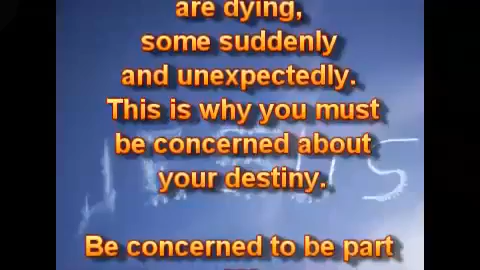 are dying,
some suddenly
and unexpectedly.
This is why you must
be concerned about
your destiny.
JESUS
Be concerned to be part